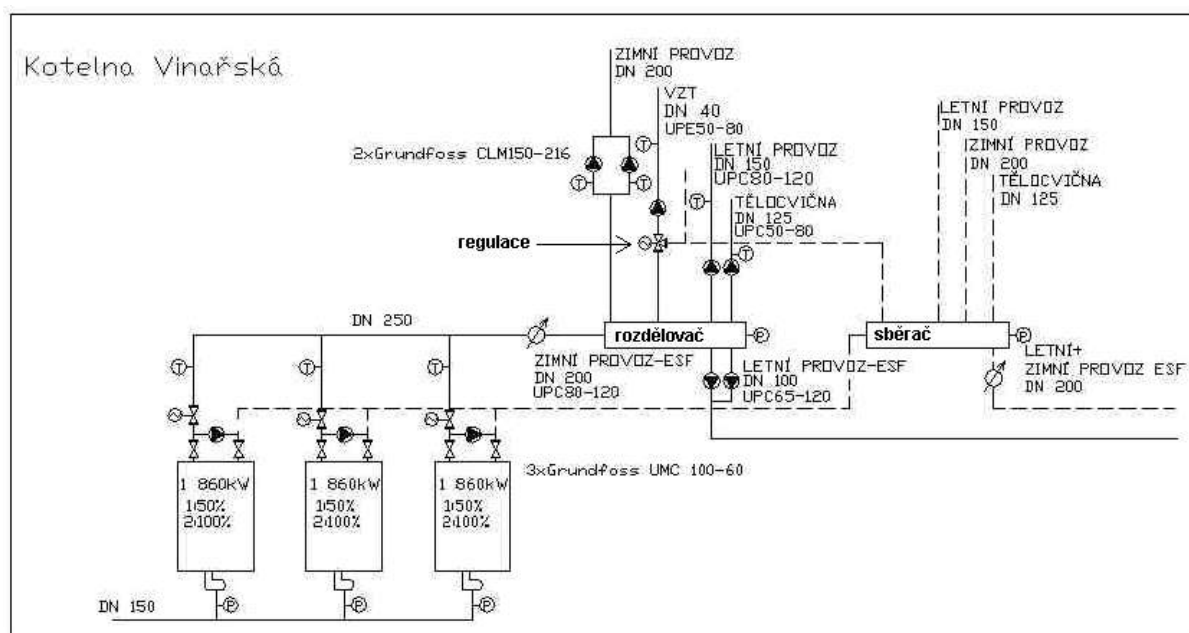 Kotelna Vinařská
ZIMNÍ PROVOZ
DN 200
VZT
DN 40
UPE50-80
2xGrundfoss CLM150-216
T
T
T
LETNÍ PROVOZ
DN 150
UPC80-120
T
TĚLOCVIČNA
DN 125
UPC50-80
T
LETNÍ PROVOZ
DN 150
ZIMNÍ PROVOZ
DN 200
TĚLOCVIČNA
DN 125
regulace
DN 250
rozdělovač
P
sběrač
P
T
T
T
ZIMNÍ PROVOZ-ESF
DN 200
UPC80-120
LETNÍ PROVOZ-ESF
DN 100
UPC65-120
LETNÍ+
ZIMNÍ PROVOZ ESF
DN 200
3xGrundfoss UMC 100-60
1 860kW
1:50%
2:100%
1 860kW
1:50%
2:100%
1 860kW
1:50%
2:100%
DN 150
P
P
P